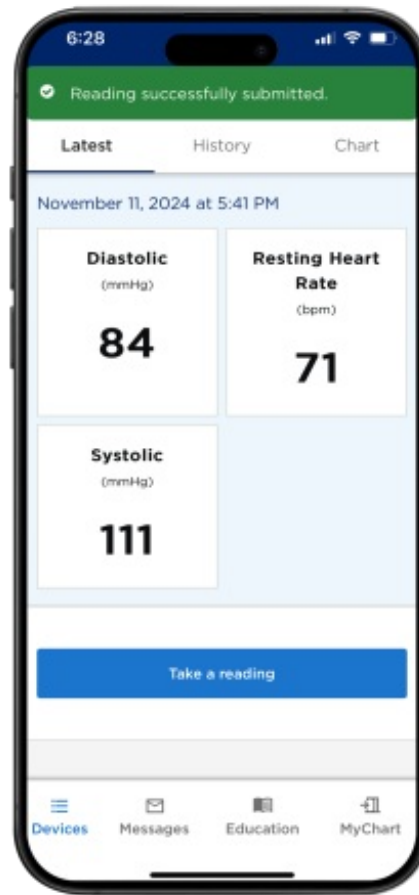 6:28
Reading successfully submitted.
Latest History Chart
November 11, 2024 at 5:41 PM
Diastolic
(mmHg)
84
Resting Heart
Rate
(bpm)
71
Systolic
(mmHg)
111
Take a reading
Devices Messages Education MyChart